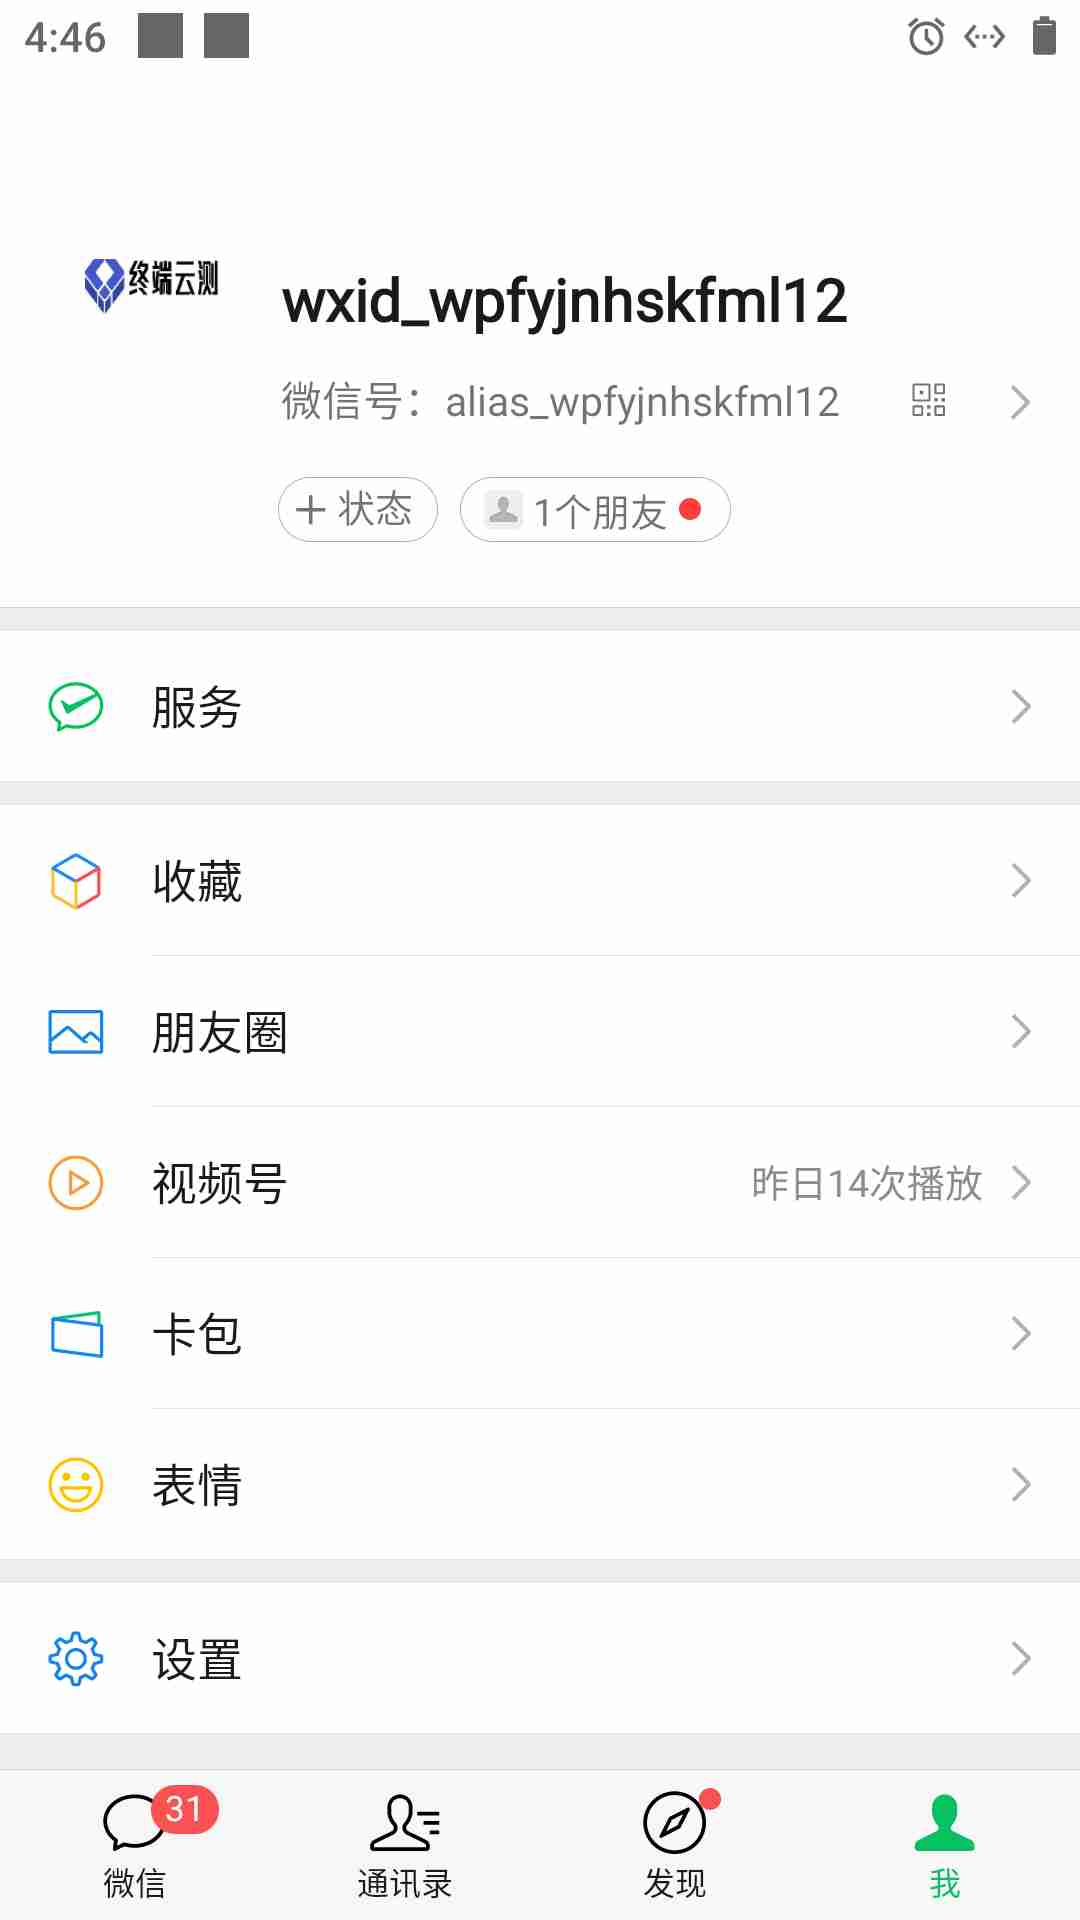 4:46
终端云测
wxid_wpfyjnhskfml12
微信号：alias_wpfyjnhskfml12
+ 状态
1个朋友
服务
收藏
朋友圈
视频号 昨日14次播放
卡包
表情
设置
31
微信 通讯录 发现 我